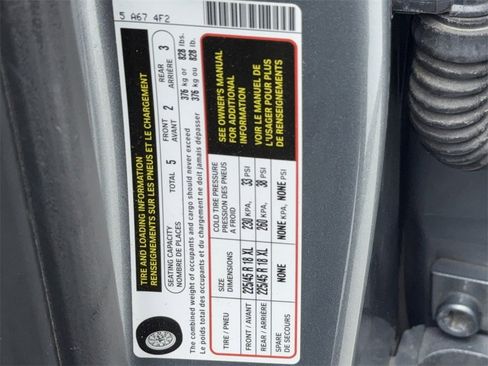 5 A67 4F2
TIRE AND LOADING INFORMATION
RENSEIGNEMENTS SUR LES PNEUS ET LE CHARGEMENT
SEATING CAPACITY
NOMBRE DE PLACES
TOTAL 5
FRONT
AVANT 2
REAR
ARRIÈRE 3
The combined weight of occupants and cargo should never exceed 376 kg or 828 lbs.
Le poids total des occupants et du chargement ne doit jamais dépasser 376 kg ou 828 lb.
TIRE / PNEU
SIZE
DIMENSIONS
COLD TIRE PRESSURE
PRESSION DES PNEUS
A FROID
FRONT / AVANT 225/45 R 18 XL 230 KPA, 33 PSI
REAR / ARRIÈRE 225/45 R 18 XL 260 KPA, 38 PSI
SPARE
DE SECOURS NONE NONE KPA, NONE PSI
SEE OWNER'S MANUAL
FOR ADDITIONAL
INFORMATION
VOIR LE MANUEL DE
L'USAGER POUR PLUS
DE RENSEIGNEMENTS